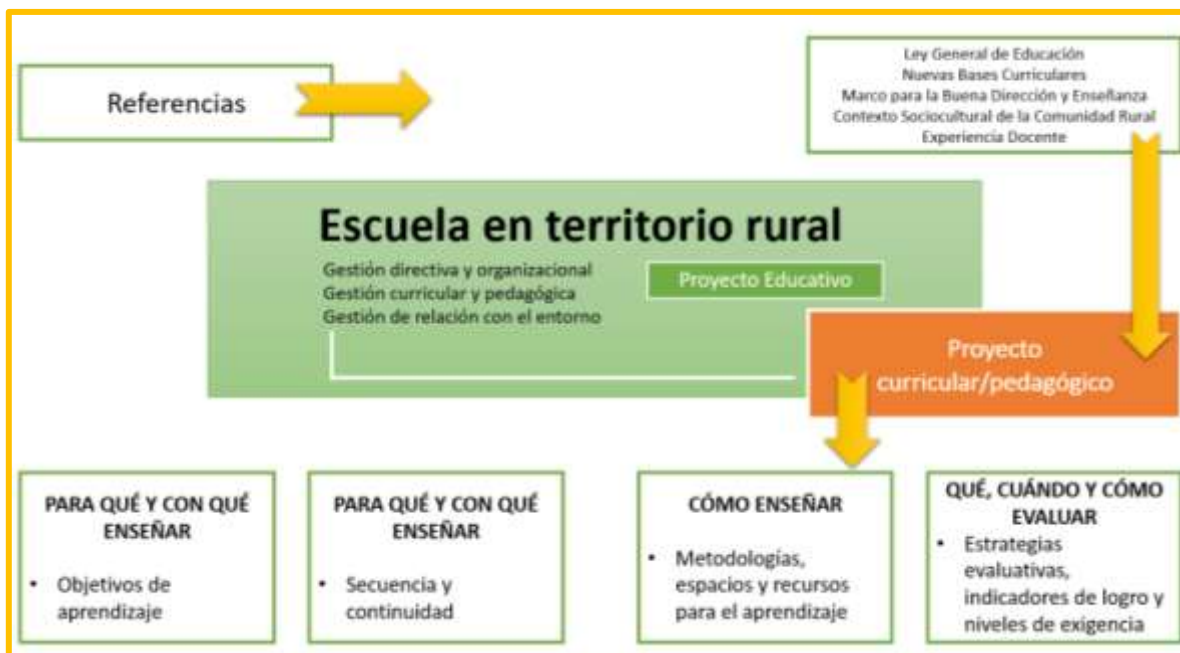 Referencias
Ley General de Educación
Nuevas Bases Curriculares
Marco para la Buena Dirección y Enseñanza
Contexto Sociocultural de la Comunidad Rural
Experiencia Docente
Escuela en territorio rural
Gestión directiva y organizacional
Gestión curricular y pedagógica
Gestión de relación con el entorno
Proyecto Educativo
Proyecto
curricular/pedagógico
PARA QUÉ Y CON QUÉ
ENSEÑAR
• Objetivos de
aprendizaje
PARA QUÉ Y CON QUÉ
ENSEÑAR
• Secuencia y
continuidad
CÓMO ENSEÑAR
• Metodologías,
espacios y recursos
para el aprendizaje
QUÉ, CUÁNDO Y CÓMO
EVALUAR
• Estrategias
evaluativas,
indicadores de logro y
niveles de exigencia